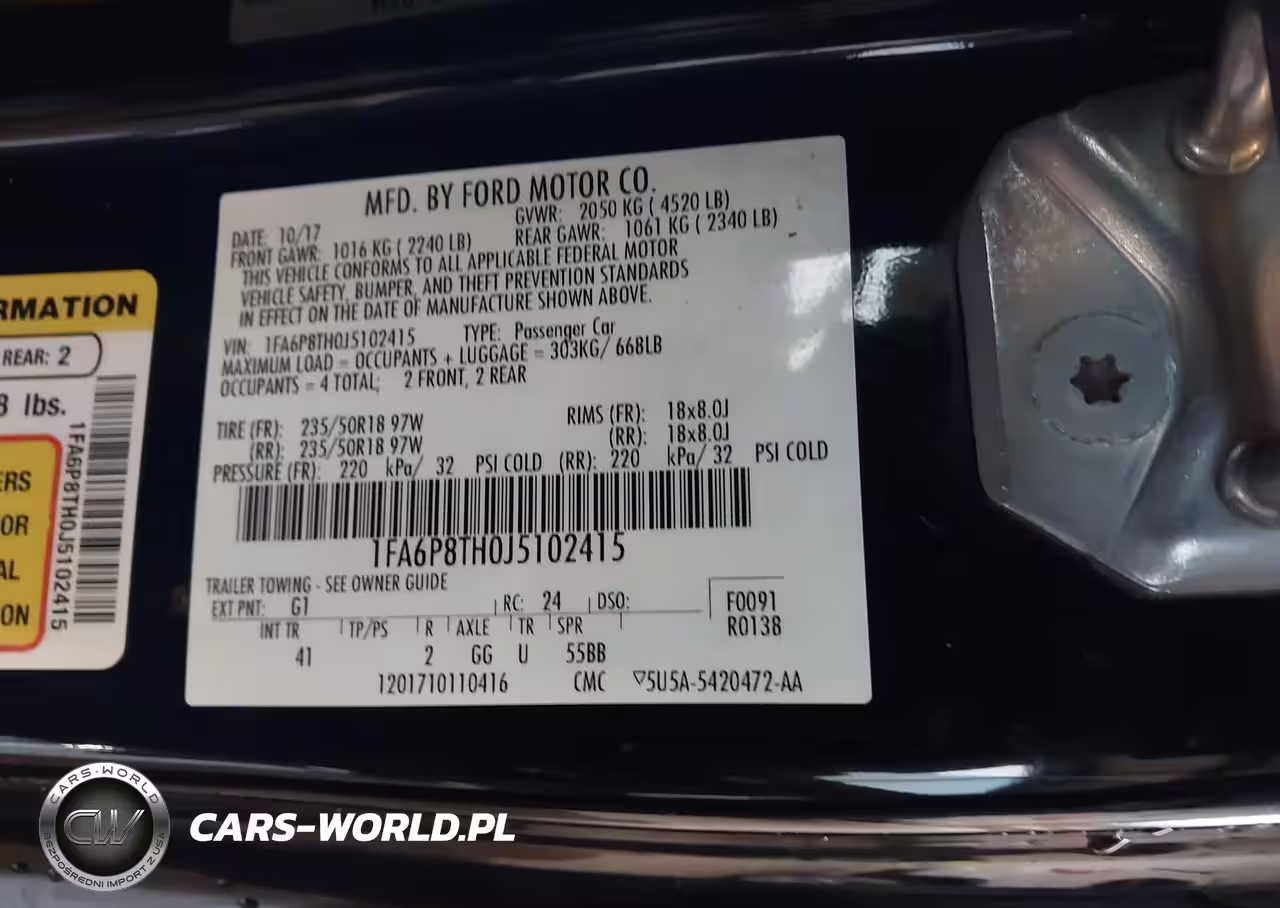 MFD. BY FORD MOTOR CO.
DATE: 10/17 GVWR: 2050 KG ( 4520 LB)
FRONT GAWR: 1016 KG ( 2240 LB) REAR GAWR: 1061 KG ( 2340 LB)
THIS VEHICLE CONFORMS TO ALL APPLICABLE FEDERAL MOTOR
VEHICLE SAFETY, BUMPER, AND THEFT PREVENTION STANDARDS
IN EFFECT ON THE DATE OF MANUFACTURE SHOWN ABOVE.
VIN: 1FA6P8TH0J5102415 TYPE: Passenger Car
MAXIMUM LOAD = OCCUPANTS + LUGGAGE = 303KG/ 668LB
OCCUPANTS = 4 TOTAL; 2 FRONT, 2 REAR
TIRE (FR): 235/50R18 97W RIMS (FR): 18x8.0J
(RR): 235/50R18 97W (RR): 18x8.0J
PRESSURE (FR): 220 kPa/ 32 PSI COLD (RR): 220 kPa/ 32 PSI COLD
1FA6P8TH0J5102415
TRAILER TOWING - SEE OWNER GUIDE
EXT PNT: G1 RC: 24 DSO: F0091
INT TR TP/PS R AXLE TR SPR R0138
41 2 GG U 55BB
1201710110416 CMC ▽5U5A-5420472-AA
RMATION
REAR: 2
8 lbs.
1FA6P8TH0J5102415
ERS
OR
AL
ON
CARS-WORLD
CW
BEZPOŚREDNI IMPORT Z USA
CARS-WORLD.PL